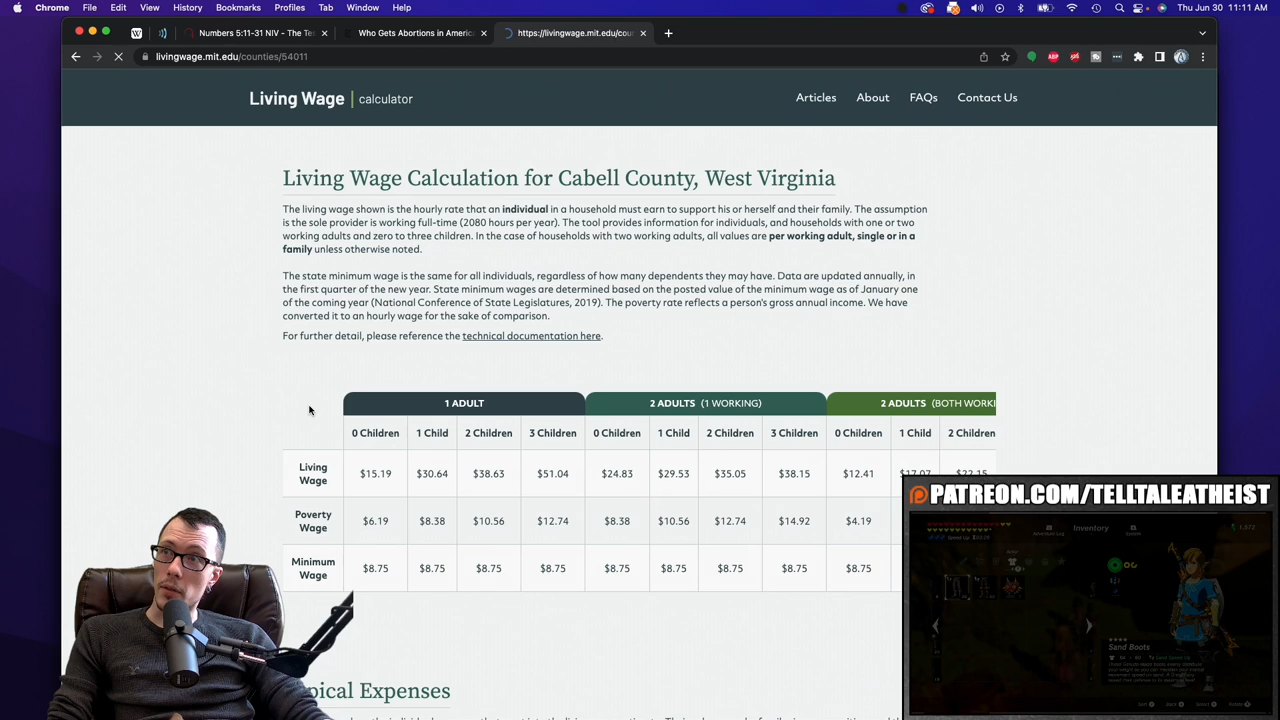 Chrome File Edit View History Bookmarks Profiles Tab Window Help Thu Jun 30 11:11 AM
Numbers 5:11-31 NIV - The Te Who Gets Abortions in America https://livingwage.mit.edu/cou
livingwage.mit.edu/counties/54011
Living Wage | calculator Articles About FAQs Contact Us
Living Wage Calculation for Cabell County, West Virginia
The living wage shown is the hourly rate that an individual in a household must earn to support his or herself and their family. The assumption
is the sole provider is working full-time (2080 hours per year). The tool provides information for individuals, and households with one or two
working adults and zero to three children. In the case of households with two working adults, all values are per working adult, single or in a
family unless otherwise noted.
The state minimum wage is the same for all individuals, regardless of how many dependents they may have. Data are updated annually, in
the first quarter of the new year. State minimum wages are determined based on the posted value of the minimum wage as of January one
of the coming year (National Conference of State Legislatures, 2019). The poverty rate reflects a person's gross annual income. We have
converted it to an hourly wage for the sake of comparison.
For further detail, please reference the technical documentation here.
1 ADULT 2 ADULTS (1 WORKING) 2 ADULTS (BOTH WORKI
0 Children 1 Child 2 Children 3 Children 0 Children 1 Child 2 Children 3 Children 0 Children 1 Child 2 Children
Living
Wage $15.19 $30.64 $38.63 $51.04 $24.83 $29.53 $35.05 $38.15 $12.41 $17.07 $22.15
Poverty
Wage $6.19 $8.38 $10.56 $12.74 $8.38 $10.56 $12.74 $14.92 $4.19
Minimum
Wage $8.75 $8.75 $8.75 $8.75 $8.75 $8.75 $8.75 $8.75 $8.75
pical Expenses
PATREON.COM/TELLTALEATHEIST
Adventure Log Inventory System
Sand Boots